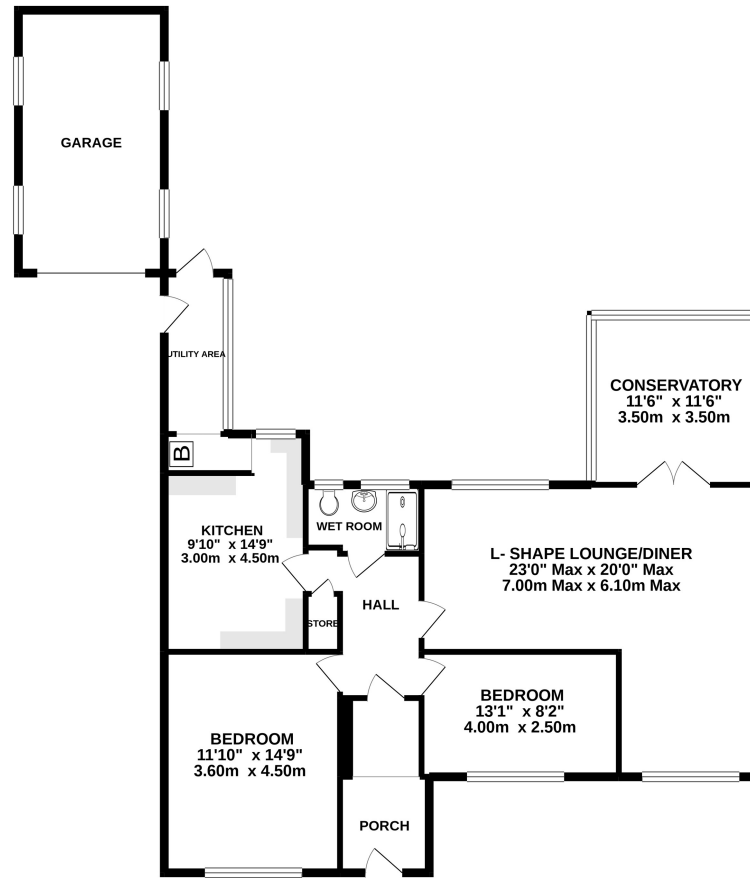 GARAGE
UTILITY AREA
B
CONSERVATORY
11'6" x 11'6"
3.50m x 3.50m
KITCHEN
9'10" x 14'9"
3.00m x 4.50m
WET ROOM
L- SHAPE LOUNGE/DINER
23'0" Max x 20'0" Max
7.00m Max x 6.10m Max
HALL
STORE
BEDROOM
11'10" x 14'9"
3.60m x 4.50m
BEDROOM
13'1" x 8'2"
4.00m x 2.50m
PORCH